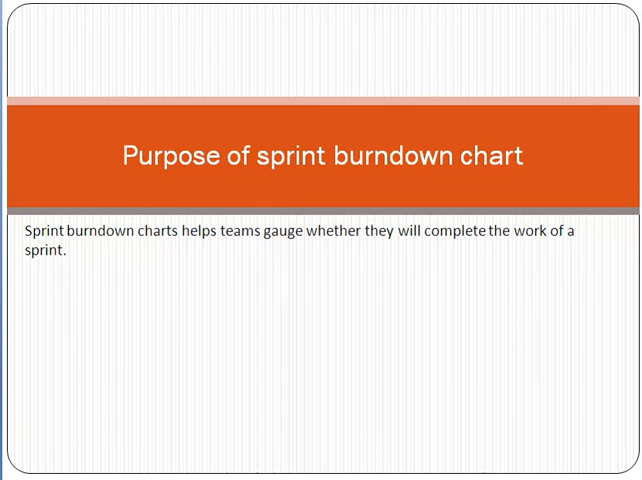 Purpose of sprint burndown chart
Sprint burndown charts helps teams gauge whether they will complete the work of a
sprint.